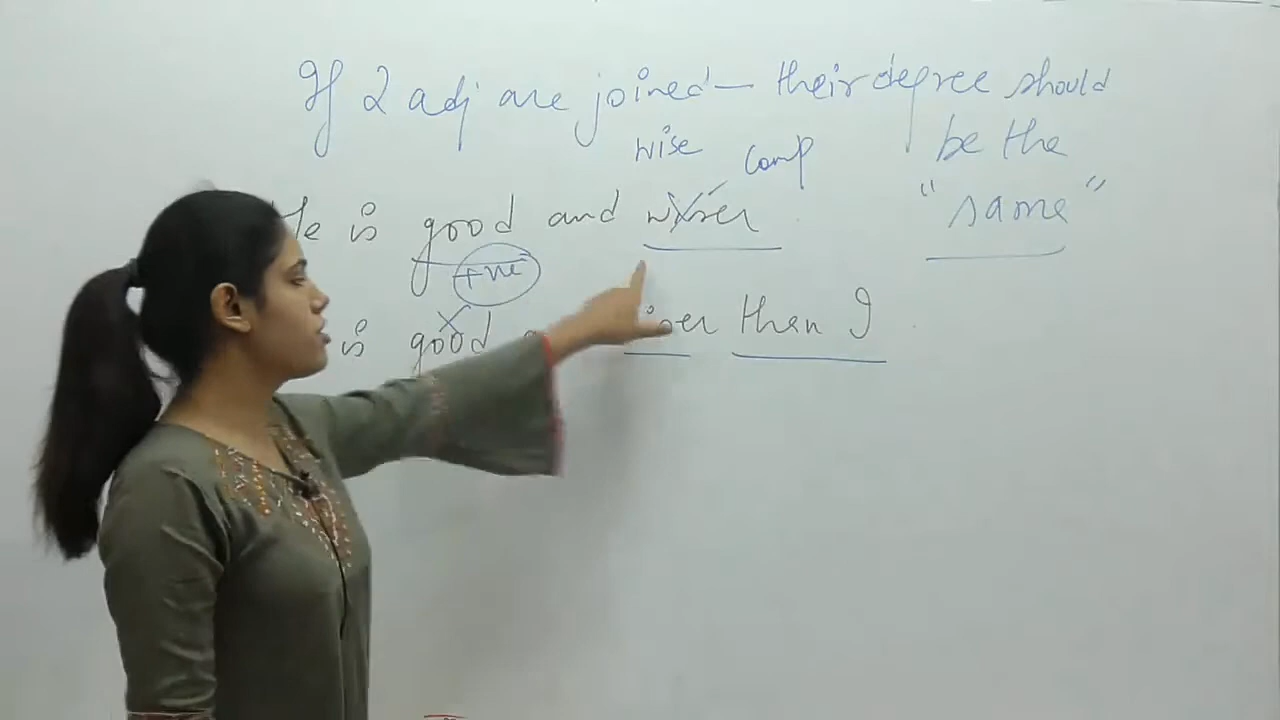 If 2 adj are joined - their degree should
be the
"same"
wise comp
He is good and wiser
+ve
is good wiser than I